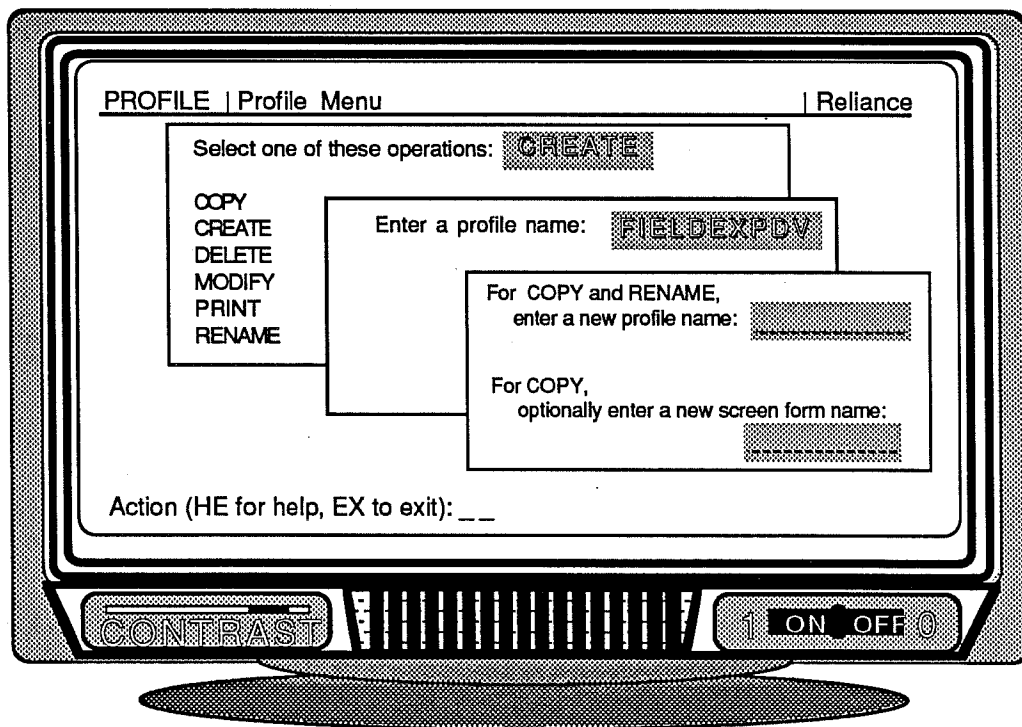 PROFILE | Profile Menu | Reliance
Select one of these operations: CREATE
COPY
CREATE
DELETE
MODIFY
PRINT
RENAME
Enter a profile name: FIELDEXPDV
For COPY and RENAME,
enter a new profile name:
For COPY,
optionally enter a new screen form name:
Action (HE for help, EX to exit): _ _
CONTRAST
1 ON OFF 0